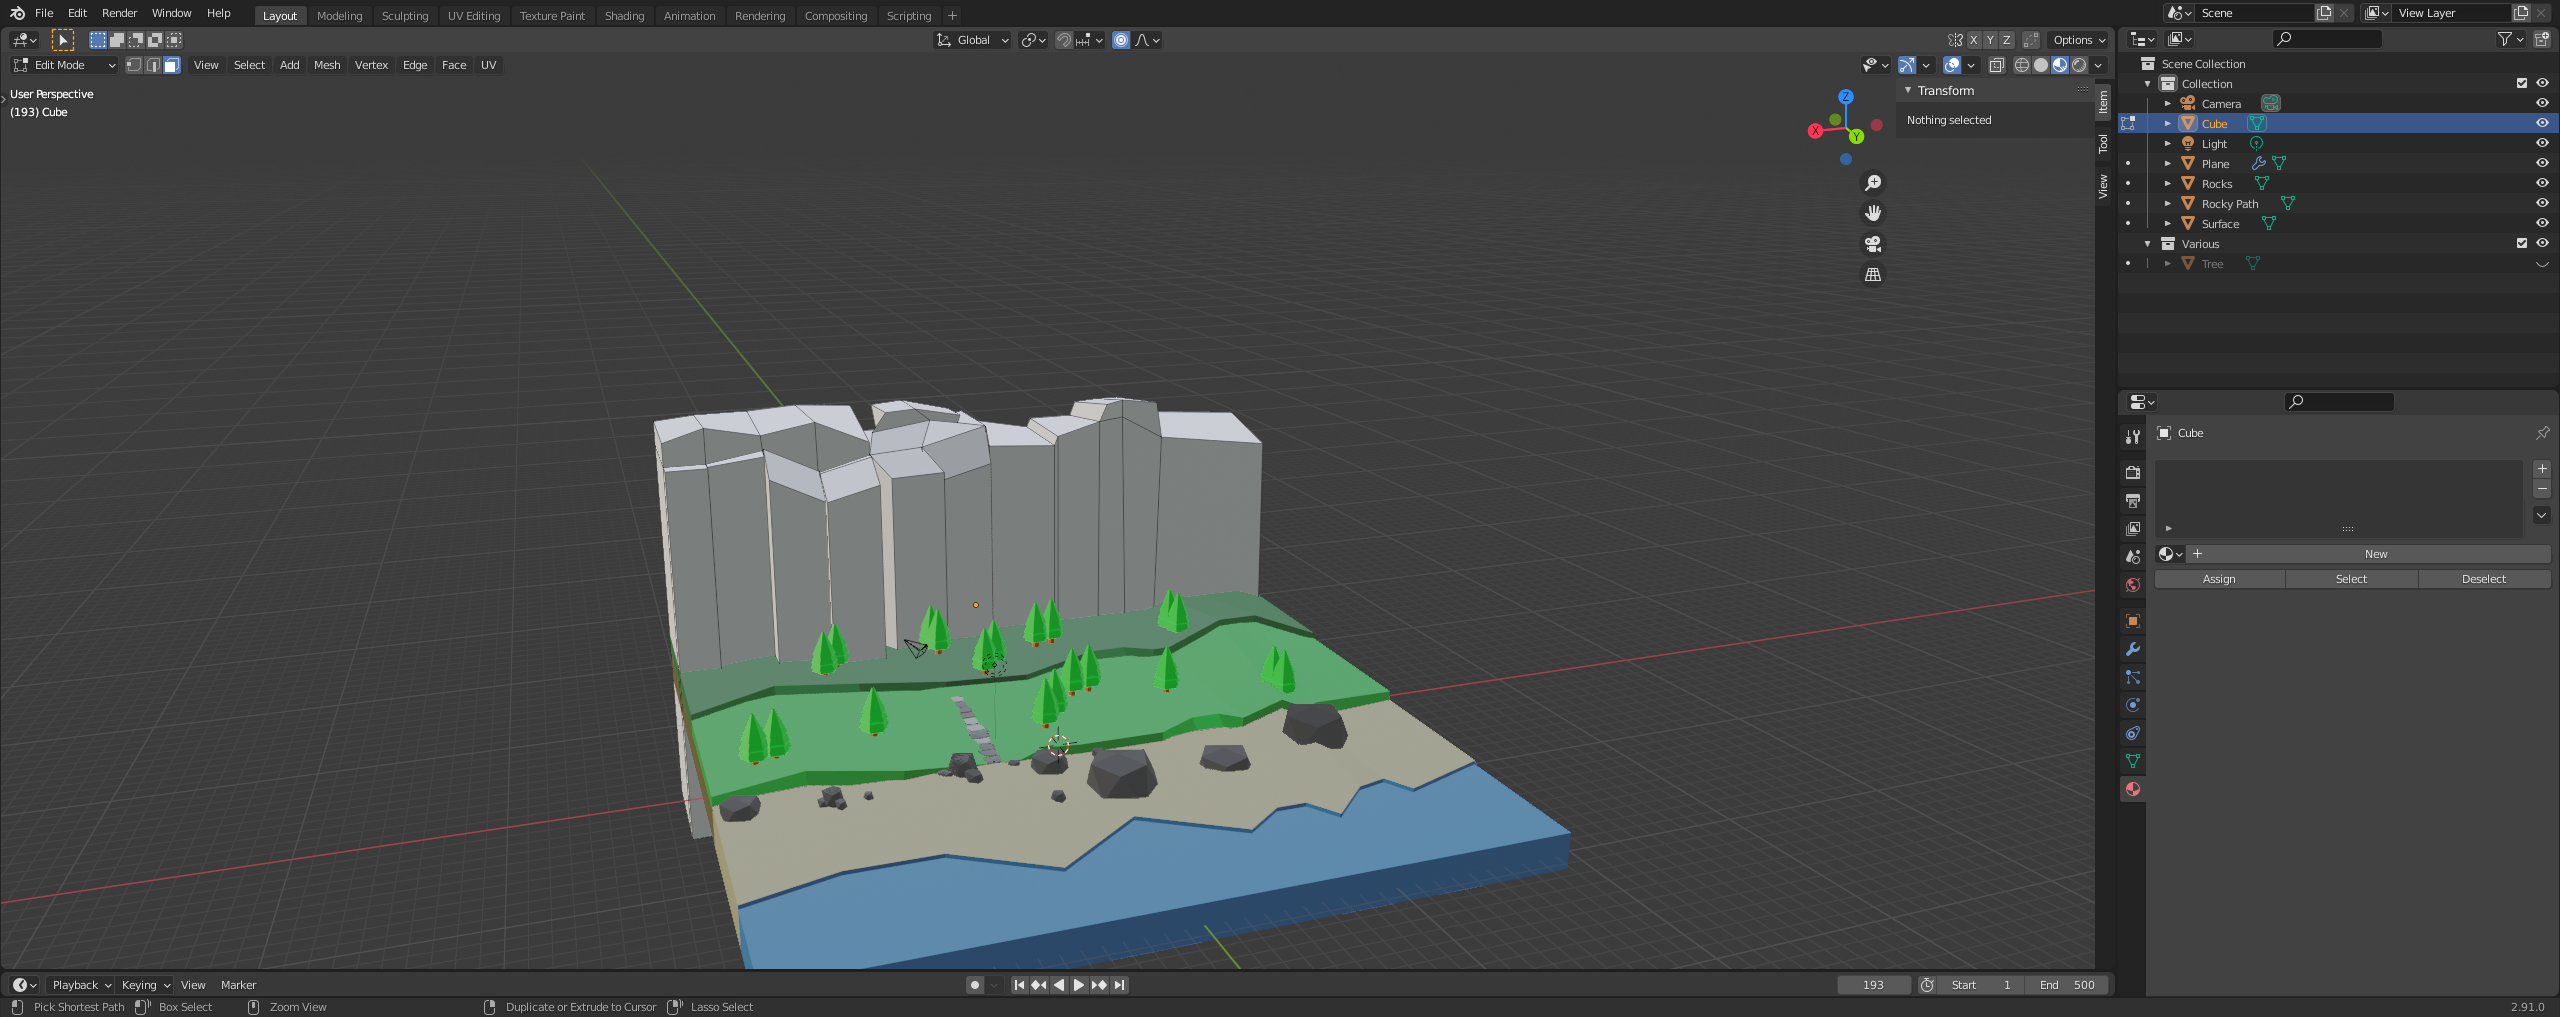 File Edit Render Window Help Layout Modeling Sculpting UV Editing Texture Paint Shading Animation Rendering Compositing Scripting + Scene View Layer
Global X Y Z Options
Edit Mode View Select Add Mesh Vertex Edge Face UV
User Perspective
(193) Cube
Z
X
Y
Transform
Nothing selected
Item
Tool
View
Scene Collection
Collection
Camera
Cube
Light
Plane
Rocks
Rocky Path
Surface
Various
Tree
Cube
New
Assign Select Deselect
Playback Keying View Marker 193 Start 1 End 500
Pick Shortest Path Box Select Zoom View Duplicate or Extrude to Cursor Lasso Select 2.91.0